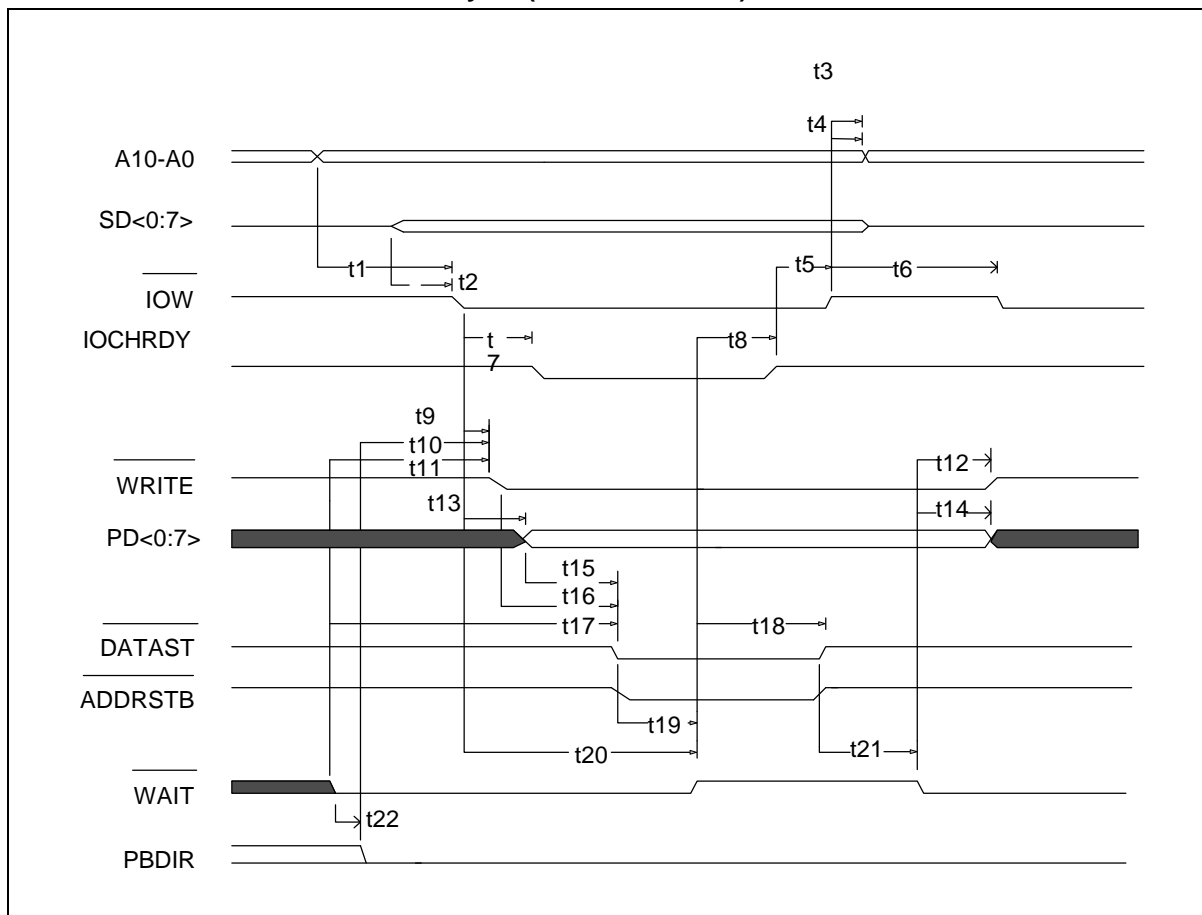 t3
t4
A10-A0
SD<0:7>
t1
t2
t5
t6
IOW
IOCHRDY
t
7
t8
t9
t10
t11
t12
WRITE
t13
t14
PD<0:7>
t15
t16
t17
t18
DATAST
ADDRSTB
t19
t20
t21
WAIT
t22
PBDIR